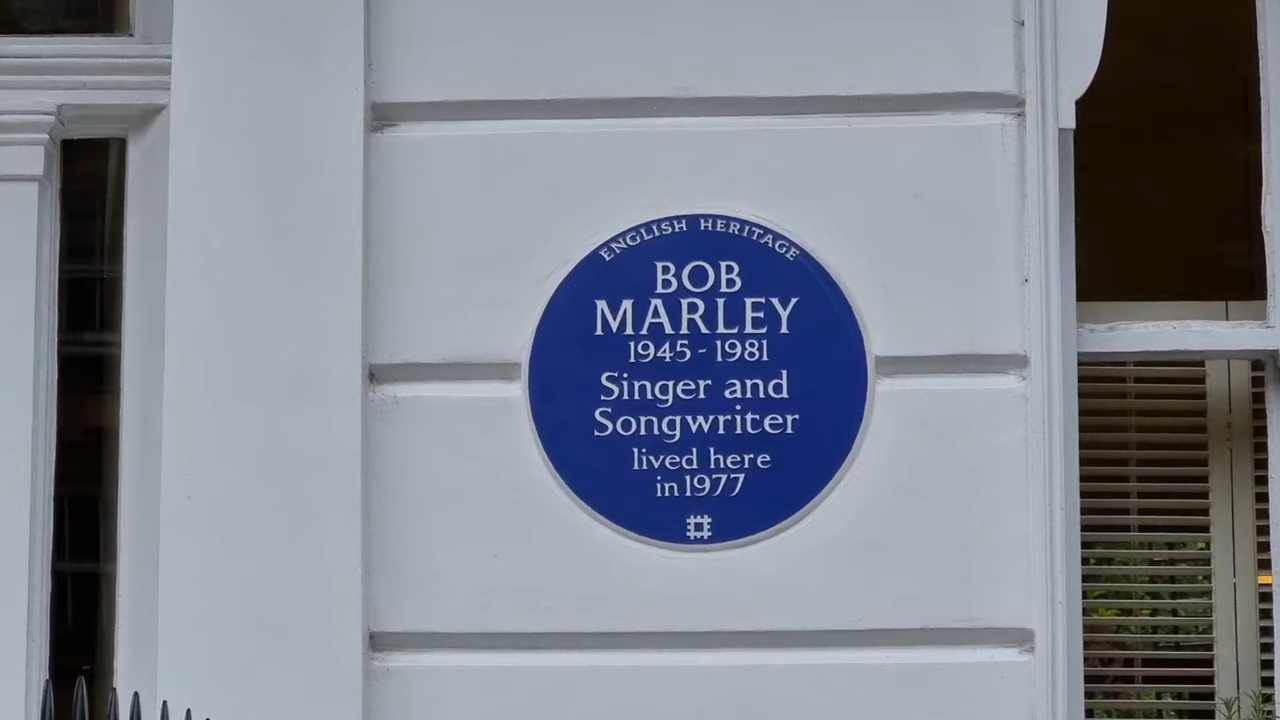 ENGLISH HERITAGE
BOB
MARLEY
1945 - 1981
Singer and
Songwriter
lived here
in 1977